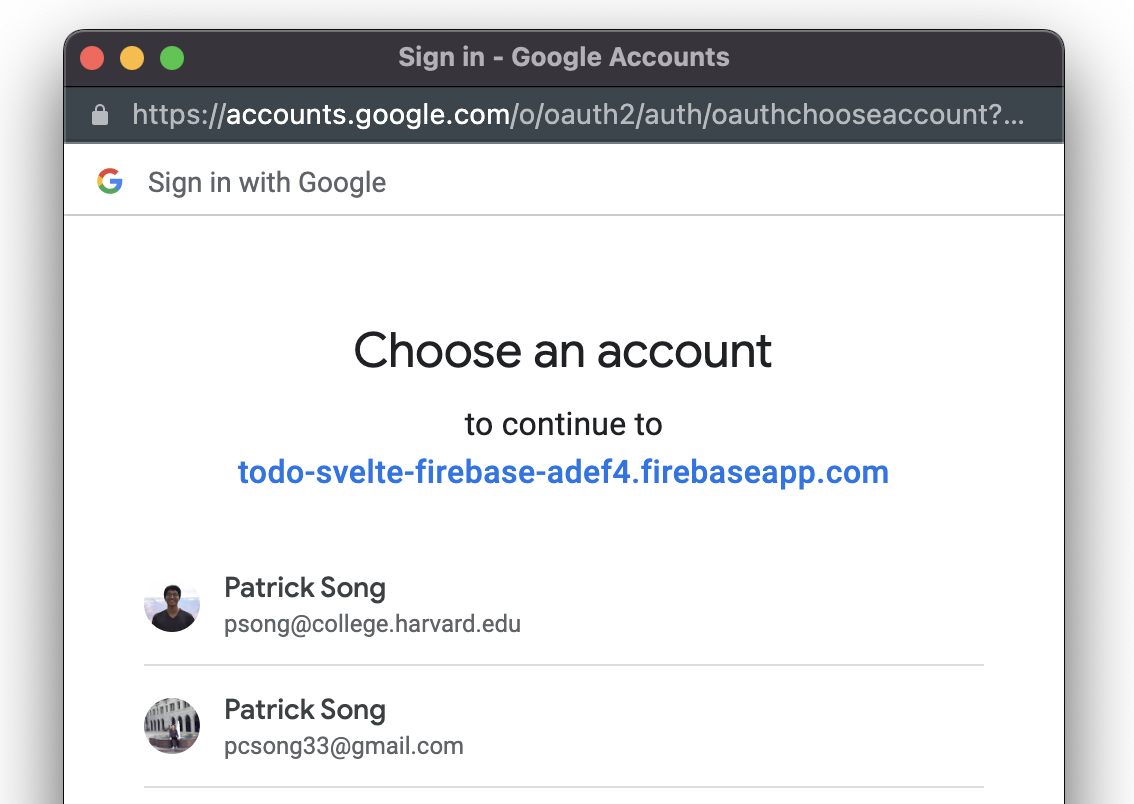 Sign in - Google Accounts
https://accounts.google.com/o/oauth2/auth/oauthchooseaccount?...
Sign in with Google
Choose an account
to continue to
todo-svelte-firebase-adef4.firebaseapp.com
Patrick Song
psong@college.harvard.edu
Patrick Song
pcsong33@gmail.com